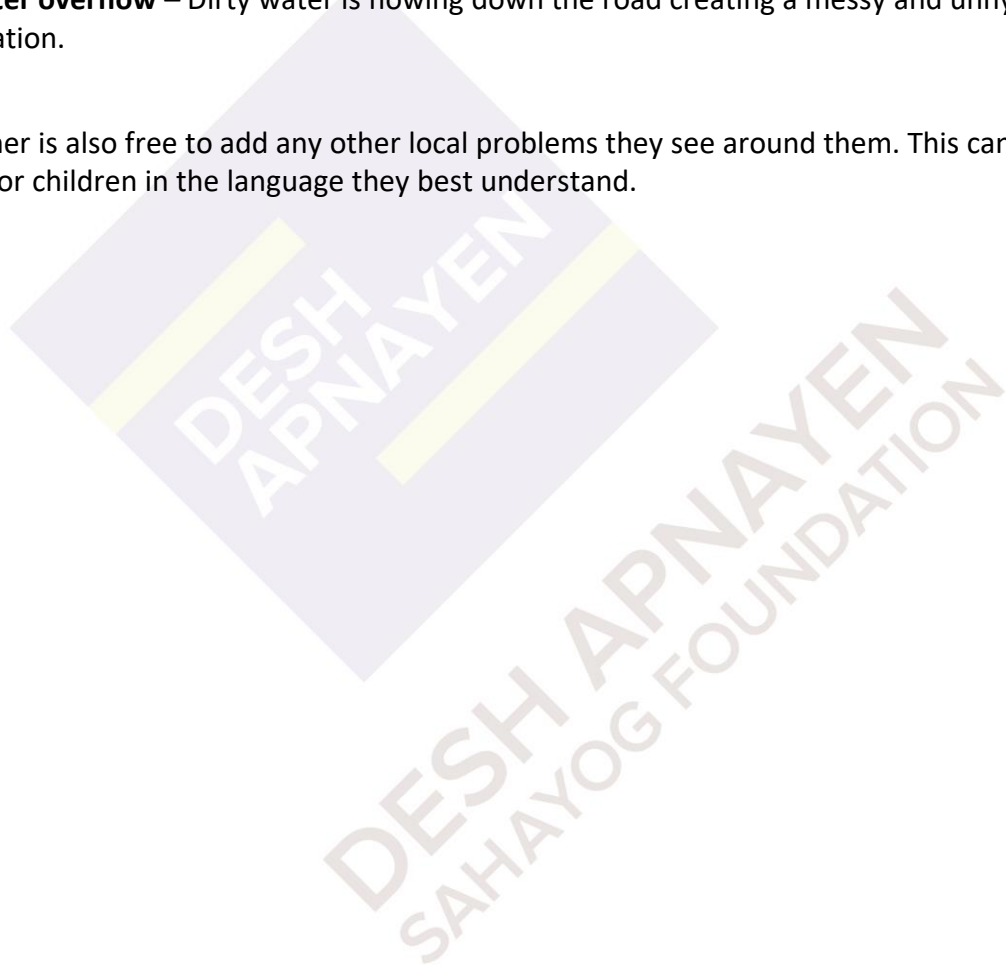 overflow – Dirty water is flowing down the road creating a messy and
ation.
ner is also free to add any other local problems they see around them. This can
or children in the language they best understand.
DESH
APNAYEN
DESH APNAYEN
SAHAYOG FOUNDATION